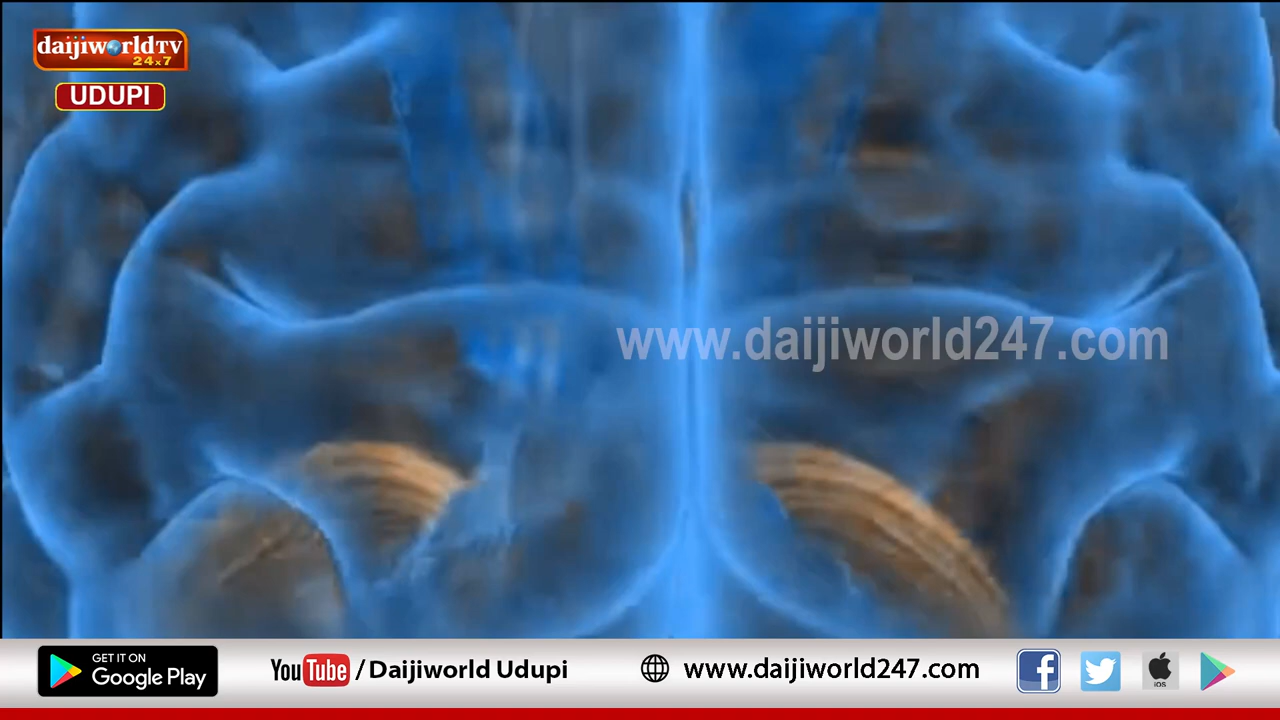 daijiworldTV
24x7
UDUPI
www.daijiworld247.com
GET IT ON
Google Play
YouTube /Daijiworld Udupi
www.daijiworld247.com
iOS